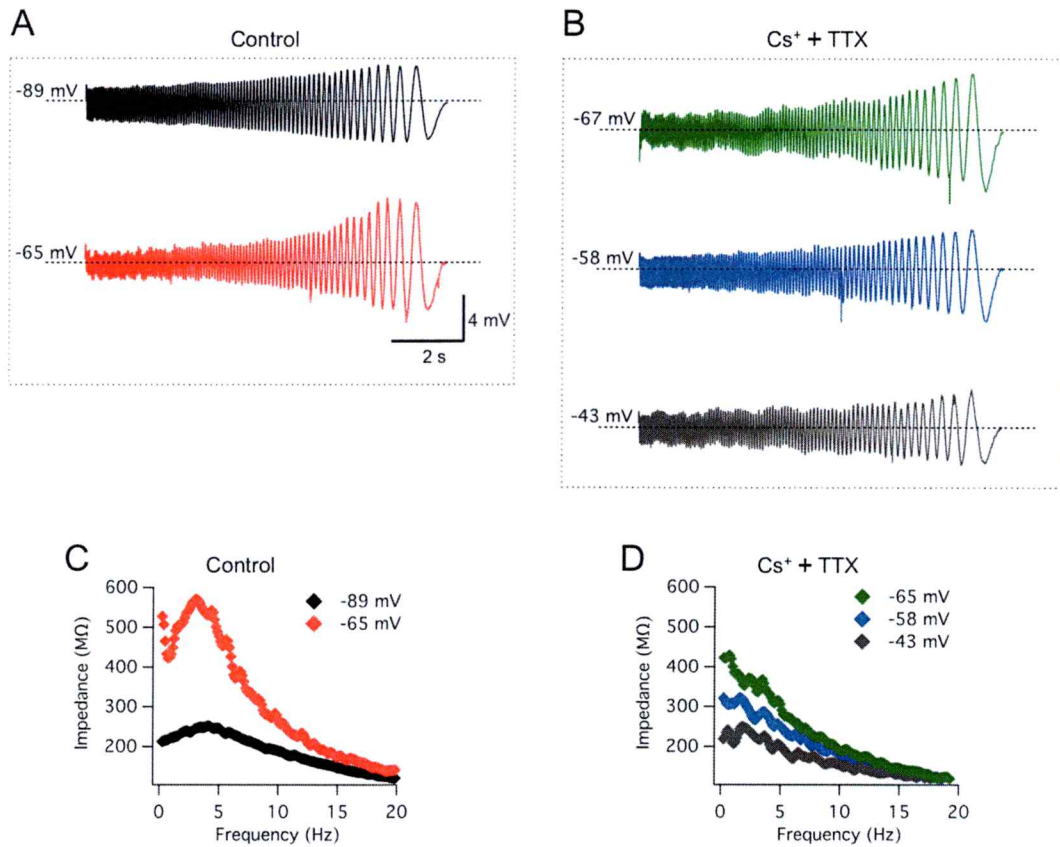 A
Control
-89 mV
-65 mV
4 mV
2 s
B
Cs⁺ + TTX
-67 mV
-58 mV
-43 mV
C
Control
600
500
400
300
200
Impedance (MΩ)
-89 mV
-65 mV
0
5
10
15
20
Frequency (Hz)
D
Cs⁺ + TTX
600
500
400
300
200
Impedance (MΩ)
-65 mV
-58 mV
-43 mV
0
5
10
15
20
Frequency (Hz)